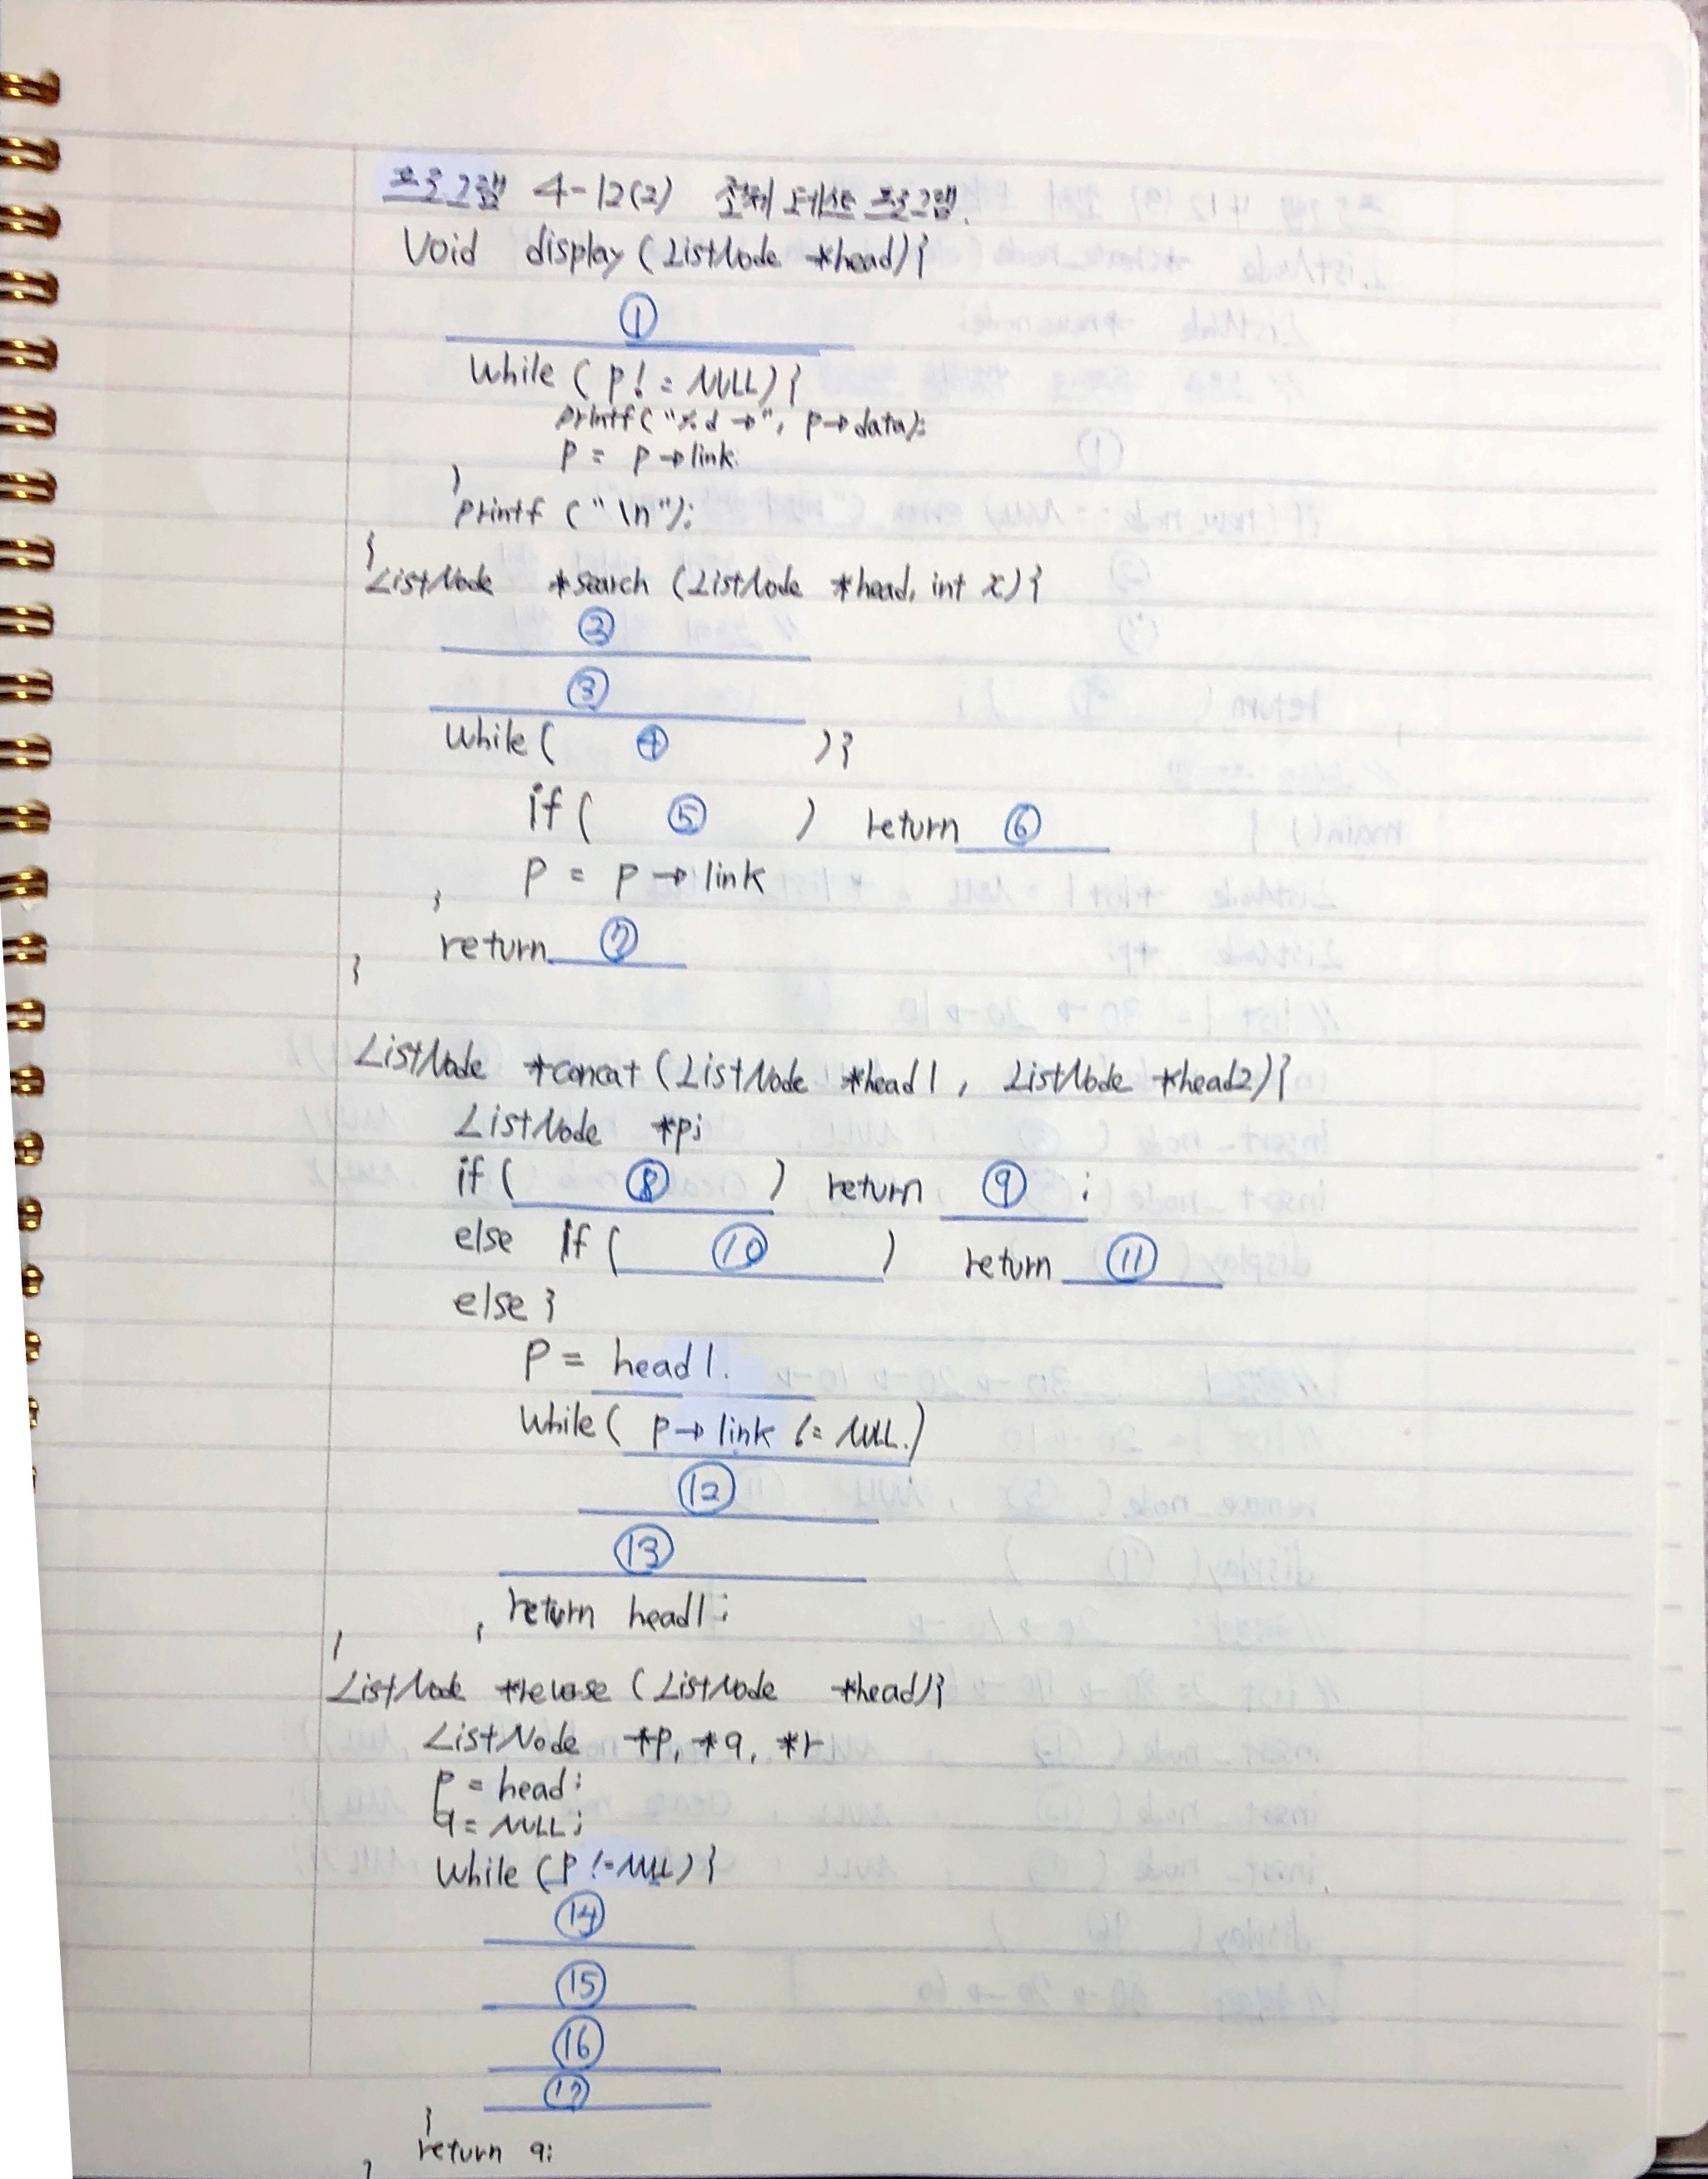 프로그램 4-12(2) 전체 테스트 프로그램.
Void display (ListNode *head){
①
While ( p != NULL) {
printf("%d →", p→data);
p = p→link.
}
printf ("\n");
}
ListNode *search (ListNode *head, int x){
②
③
While ( ④ ) {
if ( ⑤ ) return ⑥
P = p → link
}
return ⑦
}
ListNode *concat (ListNode *head1, ListNode *head2){
ListNode *p;
if ( ⑧ ) return ⑨ ;
else if ( ⑩ ) return ⑪
else {
P = head1.
While ( p→link != NULL.)
⑫
⑬
return head1;
}
}
ListNode *reverse (ListNode *head){
ListNode *p, *q, *r
p = head;
q = NULL;
While (p != NULL) {
⑭
⑮
⑯
⑰
}
return q;
}